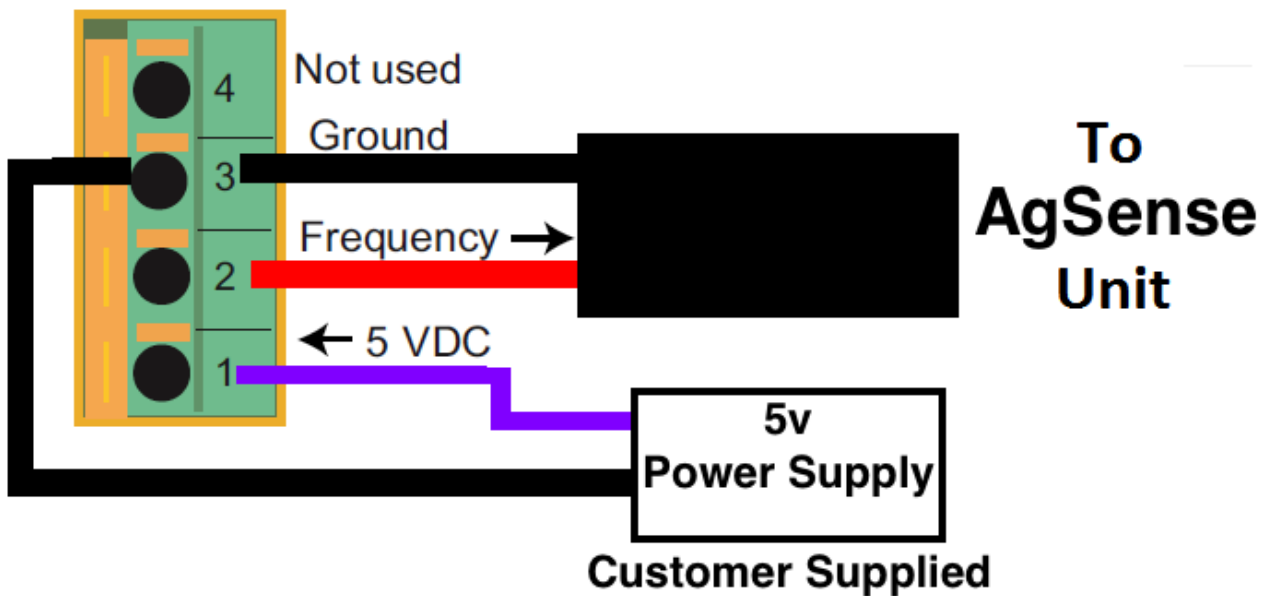 4 Not used
Ground
3
Frequency
2
5 VDC
1
To
AgSense
Unit
5v
Power Supply
Customer Supplied